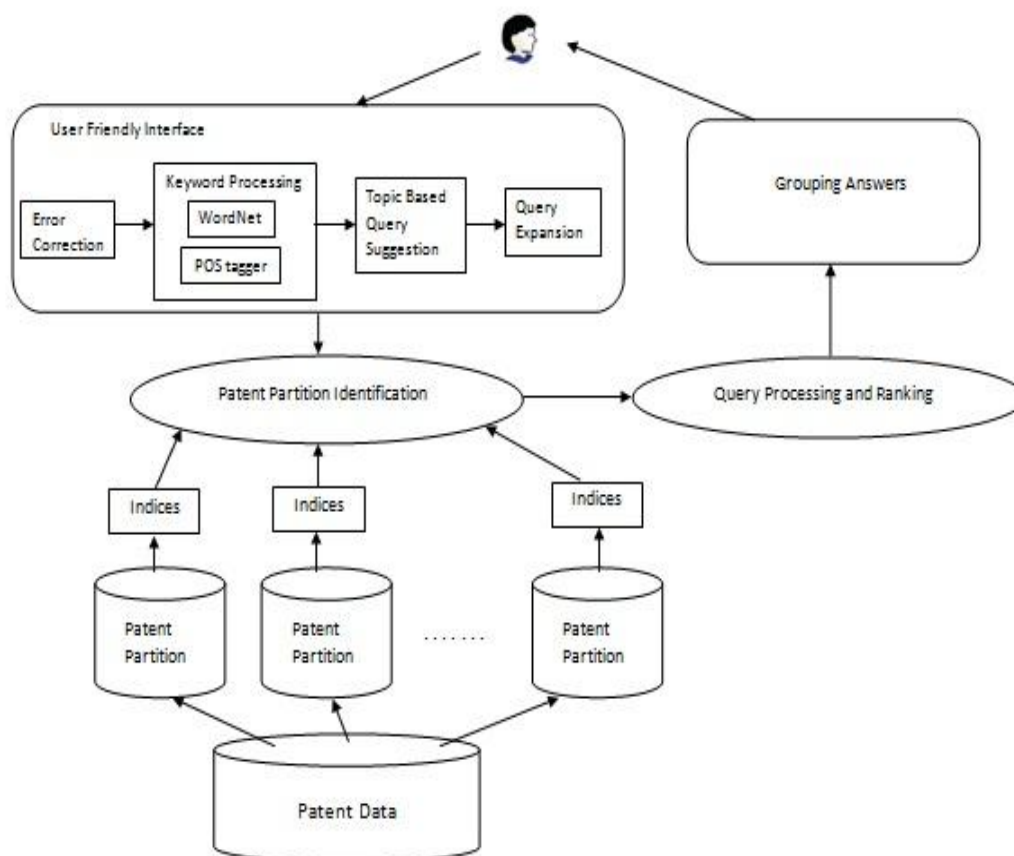 User Friendly Interface
Error
Correction
Keyword Processing
WordNet
POS tagger
Topic Based
Query
Suggestion
Query
Expansion
Grouping Answers
Patent Partition Identification
Query Processing and Ranking
Indices
Indices
Indices
Patent
Partition
Patent
Partition
.......
Patent
Partition
Patent Data